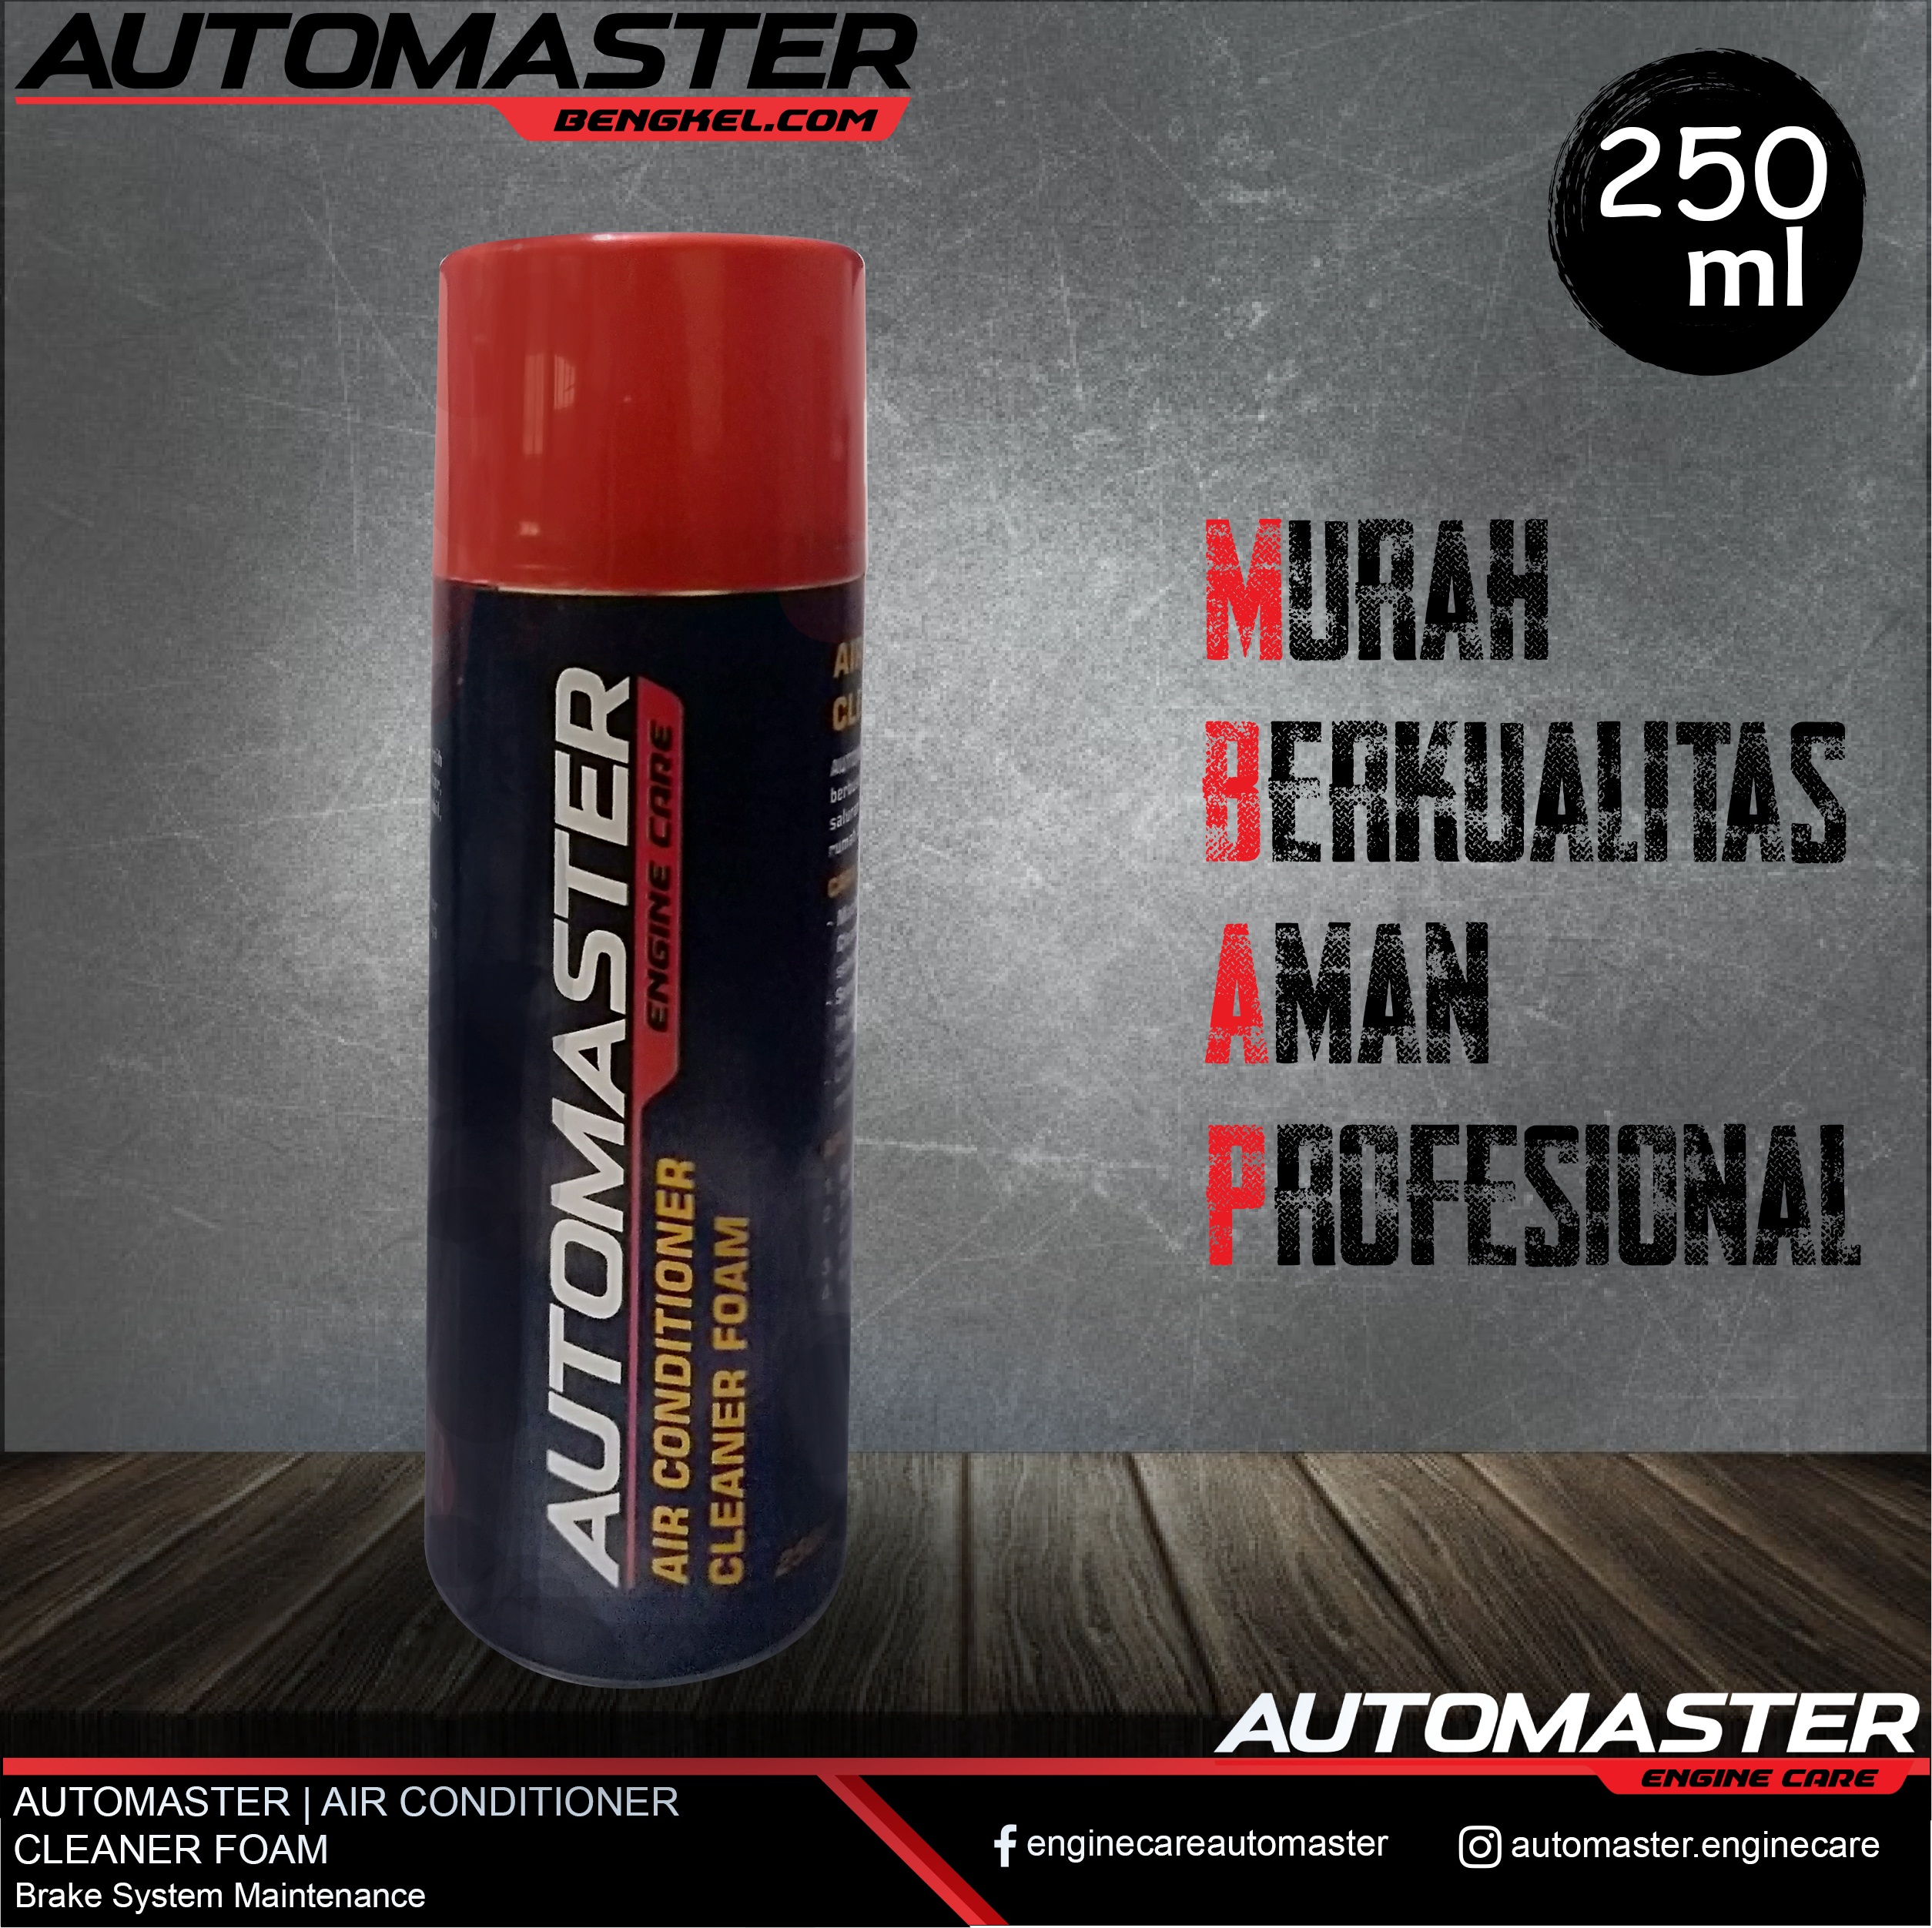 AUTOMASTER
BENGKEL.COM
250
ml
MURAH
BERKUALITAS
AMAN
PROFESIONAL
AUTOMASTER
ENGINE CARE
AIR CONDITIONER
CLEANER FOAM
AUTOMASTER
ENGINE CARE
AUTOMASTER | AIR CONDITIONER
CLEANER FOAM
Brake System Maintenance
enginecareautomaster
automaster.enginecare